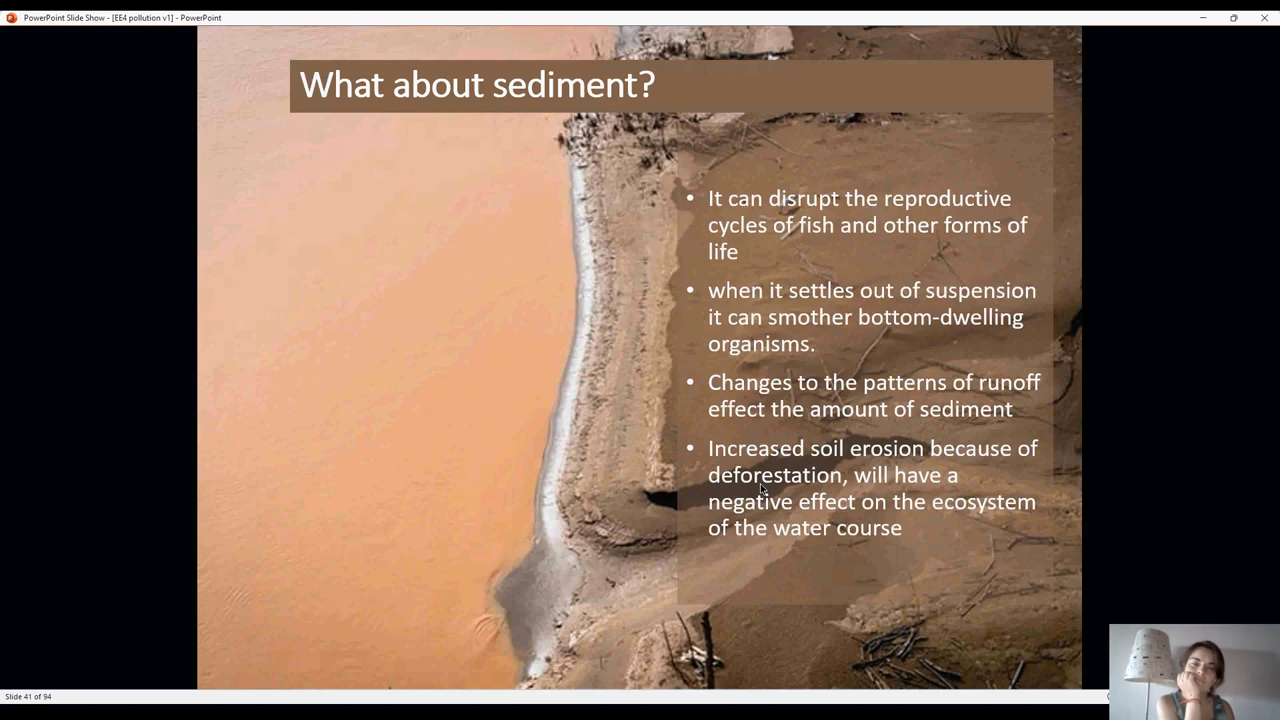 PowerPoint Slide Show - [EE4 pollution v1] - PowerPoint
What about sediment?
• It can disrupt the reproductive
cycles of fish and other forms of
life
• when it settles out of suspension
it can smother bottom-dwelling
organisms.
• Changes to the patterns of runoff
effect the amount of sediment
• Increased soil erosion because of
deforestation, will have a
negative effect on the ecosystem
of the water course
Slide 41 of 94